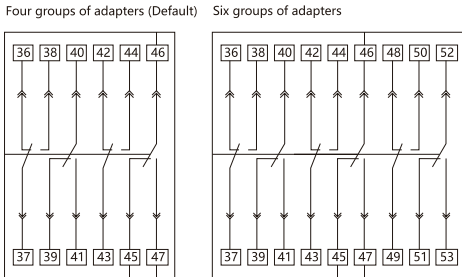 Four groups of adapters (Default) Six groups of adapters
36 38 40 42 44 46 36 38 40 42 44 46 48 50 52
37 39 41 43 45 47 37 39 41 43 45 47 49 51 53